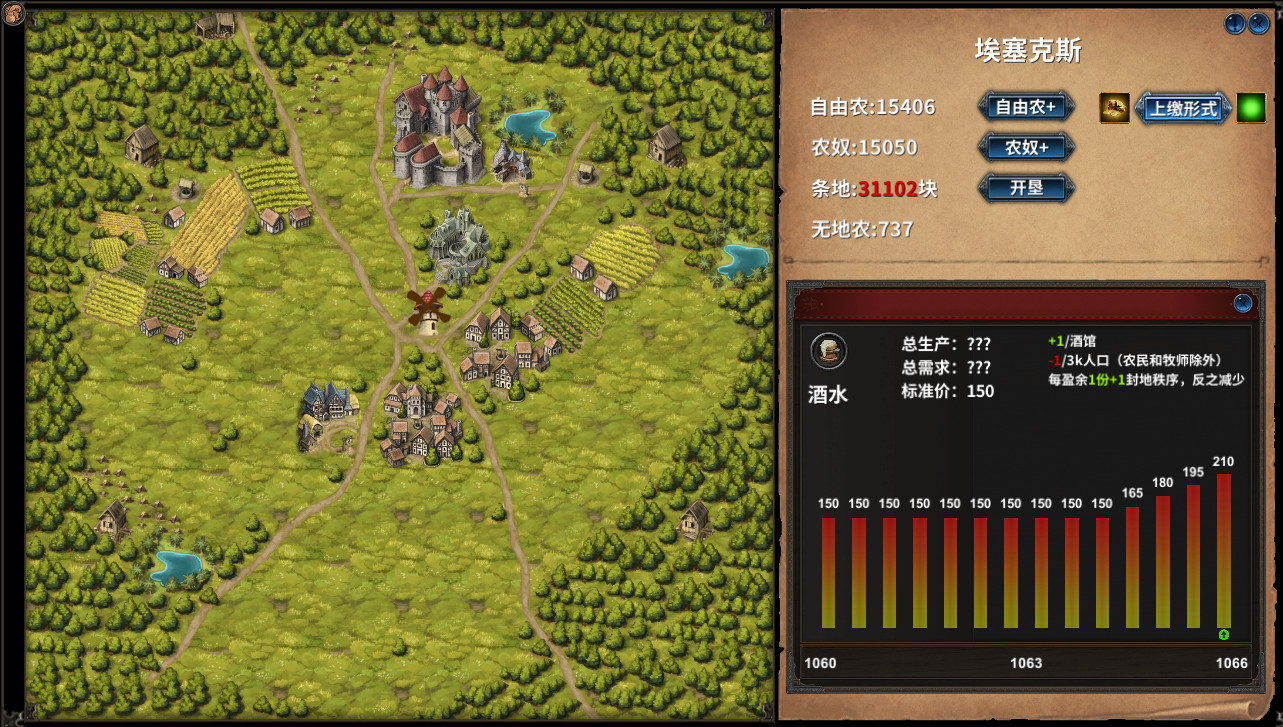 埃塞克斯
自由农:15406
自由农+
上缴形式
农奴:15050
农奴+
条地:31102块
开垦
无地农:737
酒水
总生产：???
总需求：???
标准价：150
+1/酒馆
-1/3k人口（农民和牧师除外）
每盈余1份+1封地秩序，反之减少
150 150 150 150 150 150 150 150 150 150 165 180 195 210
1060 1063 1066